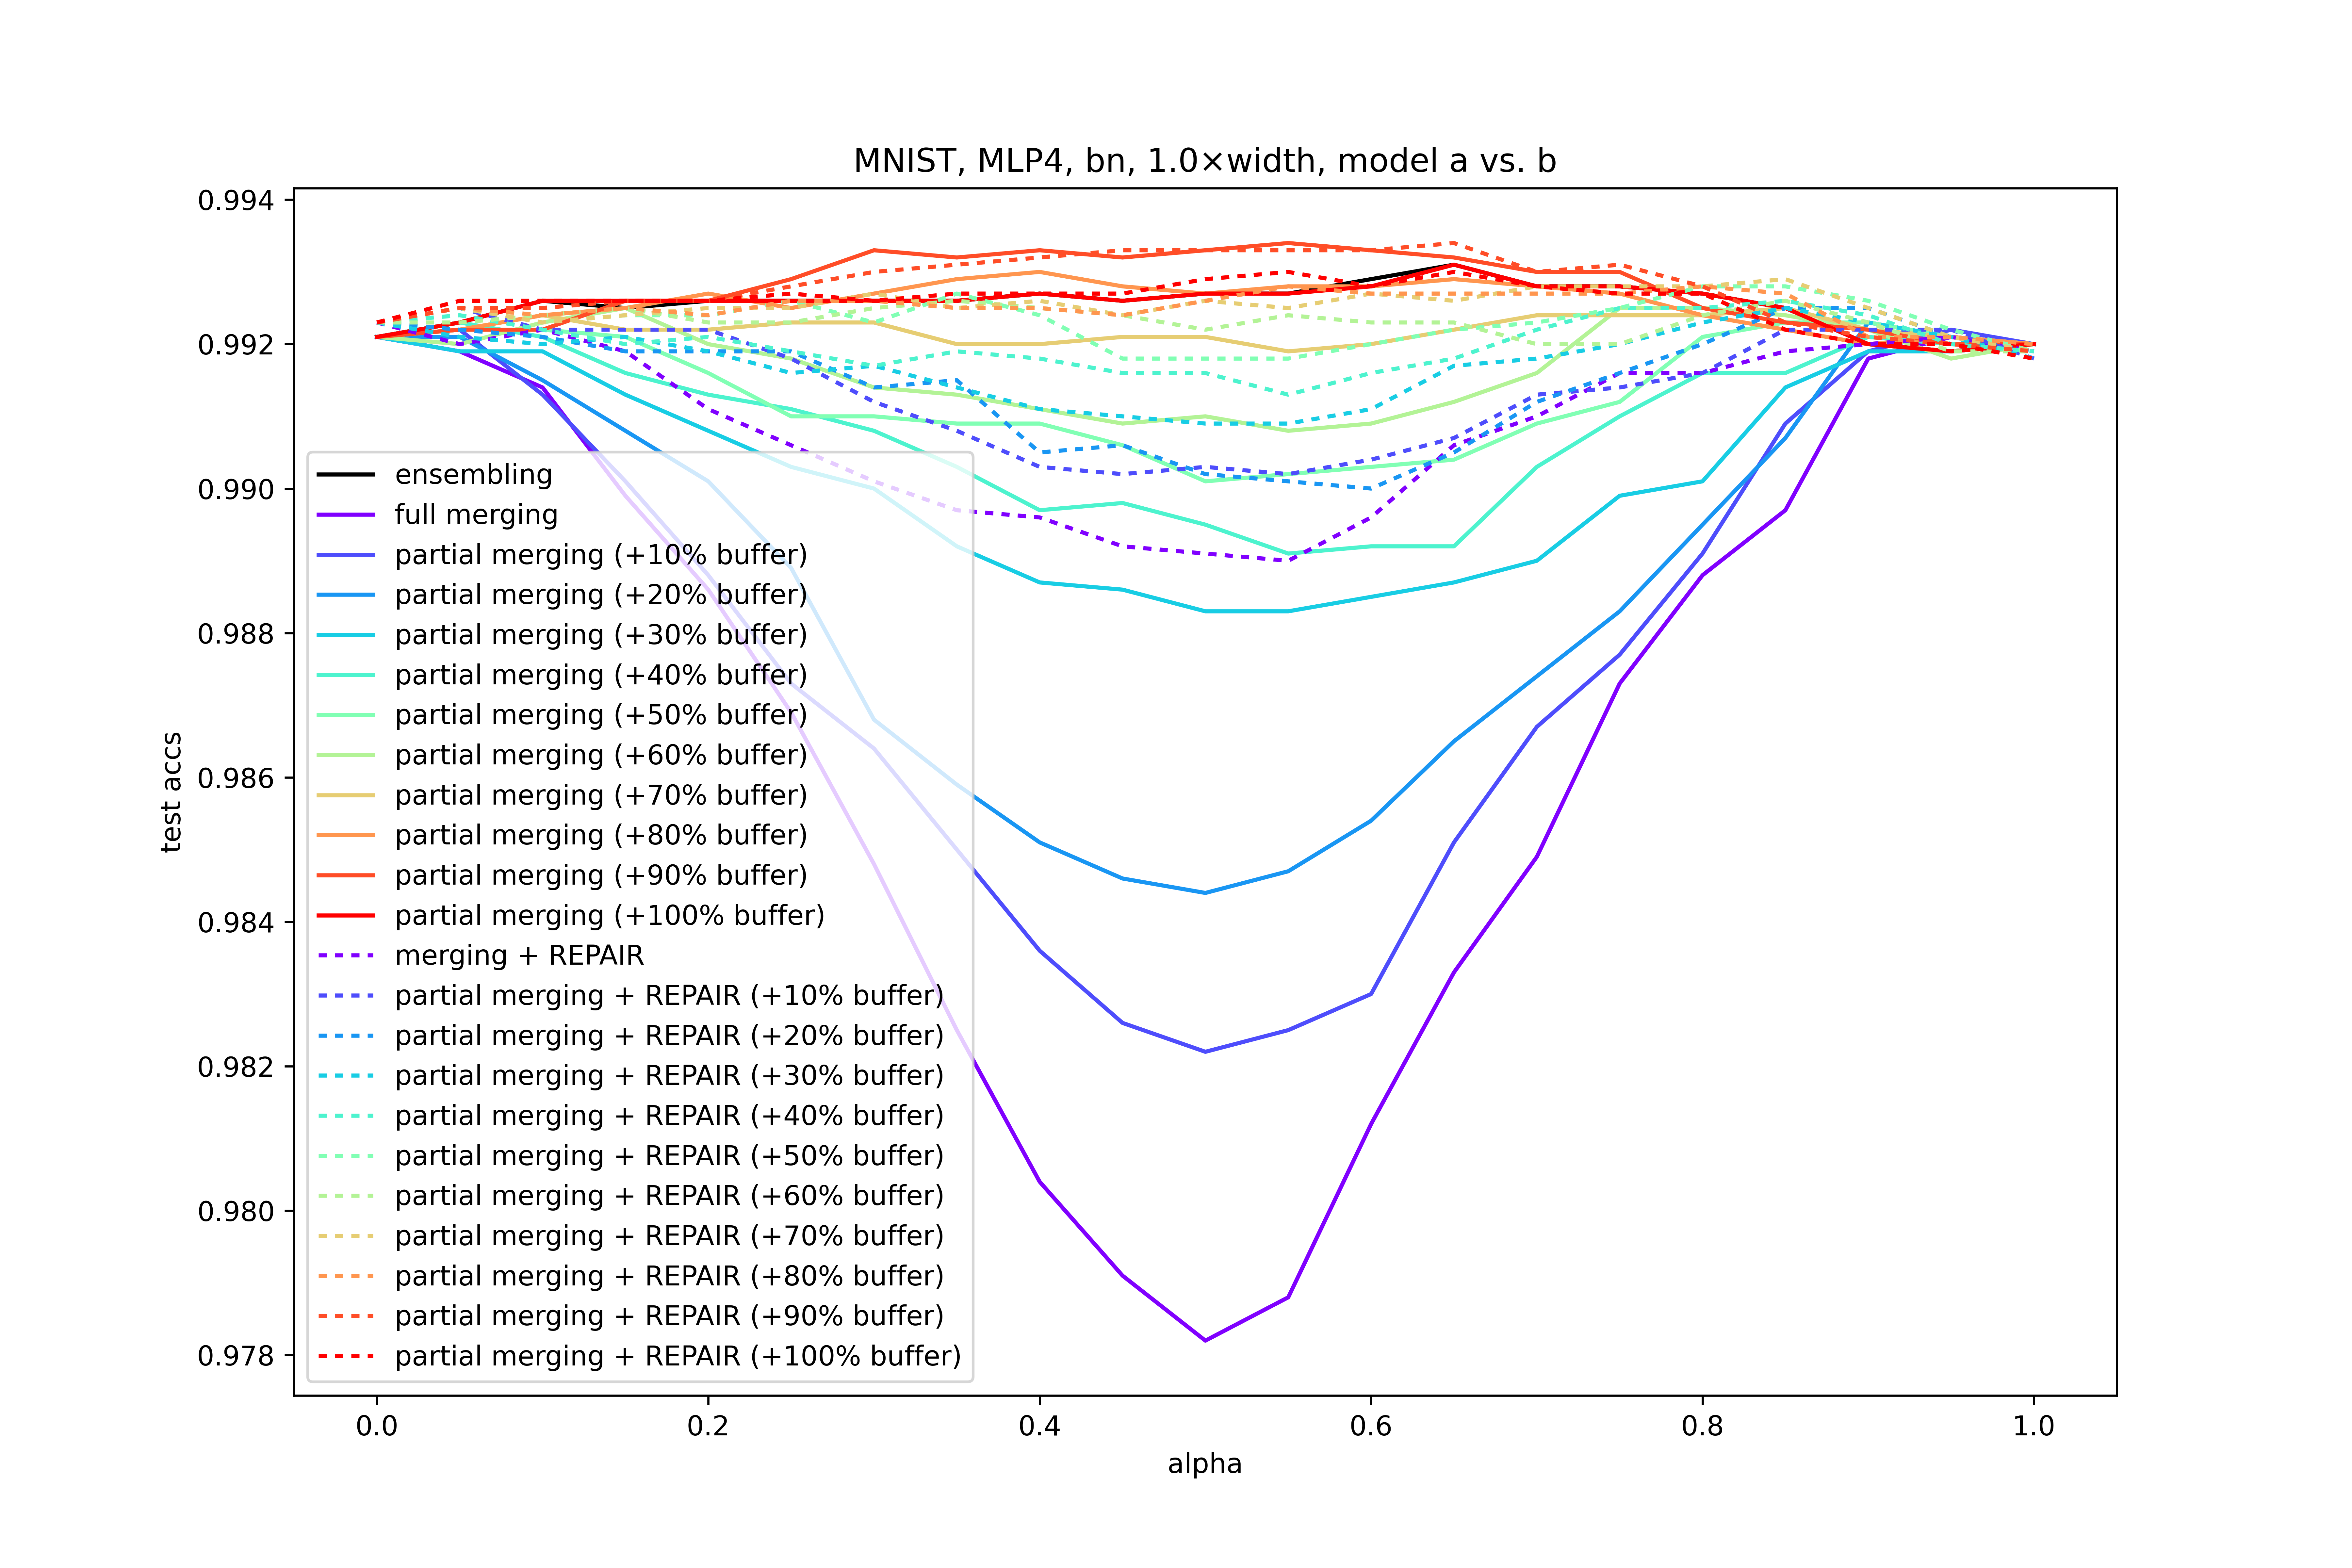 MNIST, MLP4, bn, 1.0×width, model a vs. b
test accs
0.994
0.992
0.990
0.988
0.986
0.984
0.982
0.980
0.978
ensembling
full merging
partial merging (+10% buffer)
partial merging (+20% buffer)
partial merging (+30% buffer)
partial merging (+40% buffer)
partial merging (+50% buffer)
partial merging (+60% buffer)
partial merging (+70% buffer)
partial merging (+80% buffer)
partial merging (+90% buffer)
partial merging (+100% buffer)
merging + REPAIR
partial merging + REPAIR (+10% buffer)
partial merging + REPAIR (+20% buffer)
partial merging + REPAIR (+30% buffer)
partial merging + REPAIR (+40% buffer)
partial merging + REPAIR (+50% buffer)
partial merging + REPAIR (+60% buffer)
partial merging + REPAIR (+70% buffer)
partial merging + REPAIR (+80% buffer)
partial merging + REPAIR (+90% buffer)
partial merging + REPAIR (+100% buffer)
0.0 0.2 0.4 0.6 0.8 1.0
alpha